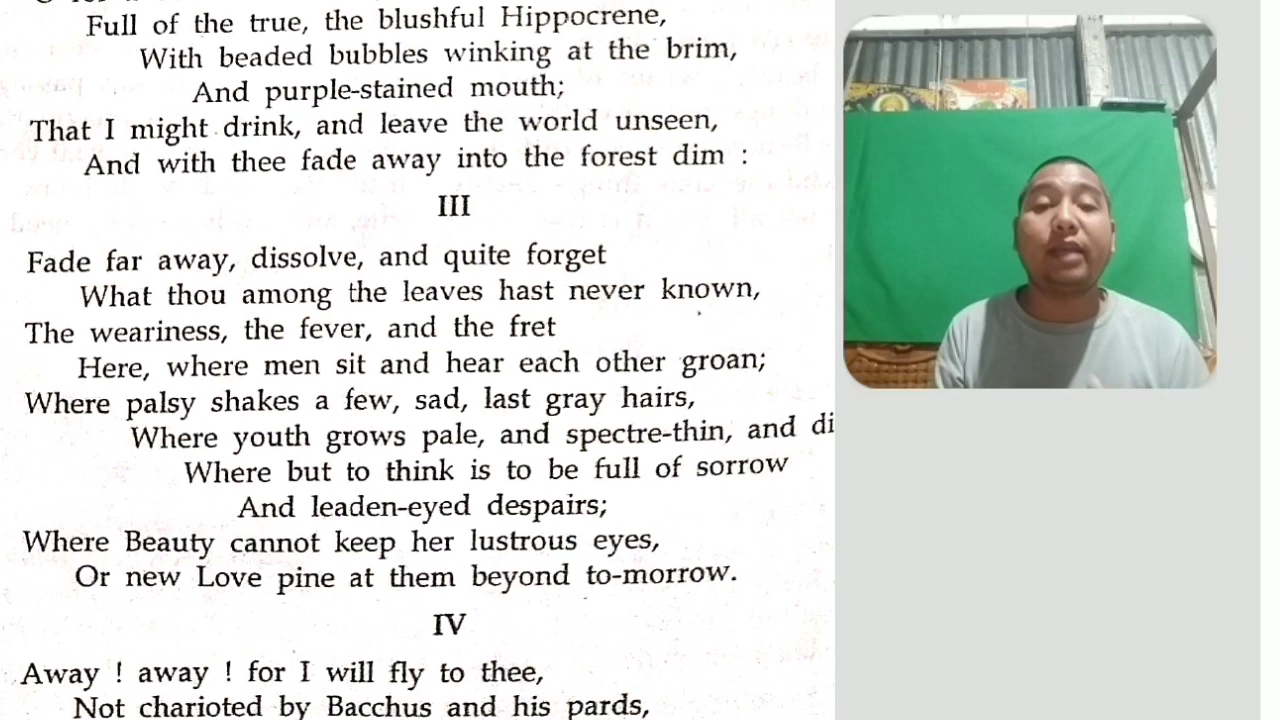 Full of the true, the blushful Hippocrene,
With beaded bubbles winking at the brim,
And purple-stained mouth;
That I might drink, and leave the world unseen,
And with thee fade away into the forest dim :
III
Fade far away, dissolve, and quite forget
What thou among the leaves hast never known,
The weariness, the fever, and the fret
Here, where men sit and hear each other groan;
Where palsy shakes a few, sad, last gray hairs,
Where youth grows pale, and spectre-thin, and di
Where but to think is to be full of sorrow
And leaden-eyed despairs;
Where Beauty cannot keep her lustrous eyes,
Or new Love pine at them beyond to-morrow.
IV
Away ! away ! for I will fly to thee,
Not charioted by Bacchus and his pards,